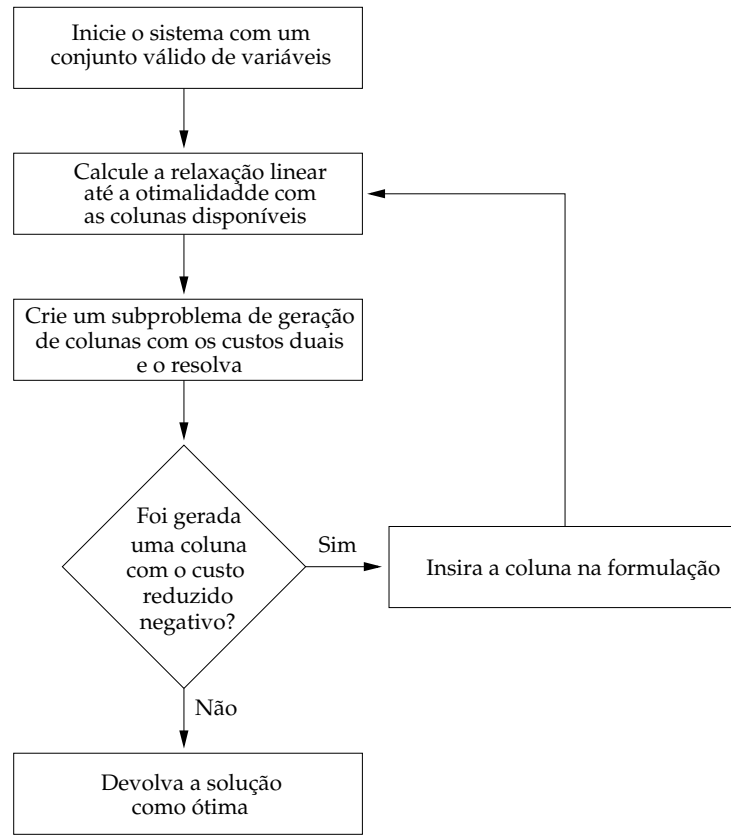 Inicie o sistema com um
conjunto válido de variáveis
Calcule a relaxação linear
até a otimalidadde com
as colunas disponíveis
Crie um subproblema de geração
de colunas com os custos duais
e o resolva
Foi gerada
uma coluna
com o custo
reduzido
negativo?
Sim
Insira a coluna na formulação
Não
Devolva a solução
como ótima